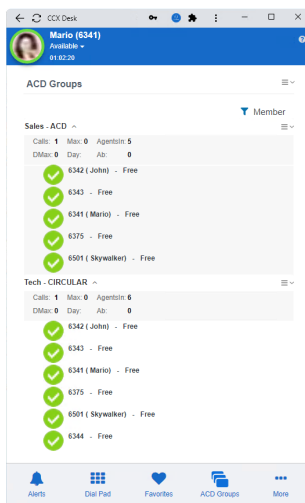 CCX Desk
Mario (6341)
Available
01:02:20
ACD Groups
Member
Sales - ACD
Calls: 1 Max: 0 AgentsIn: 5
DMax: 0 Day: Ab: 0
6342 ( John) - Free
6343 - Free
6341 ( Mario) - Free
6375 - Free
6501 ( Skywalker) - Free
Tech - CIRCULAR
Calls: 1 Max: 0 AgentsIn: 6
DMax: 0 Day: Ab: 0
6342 ( John) - Free
6343 - Free
6341 ( Mario) - Free
6375 - Free
6501 ( Skywalker) - Free
6344 - Free
Alerts Dial Pad Favorites ACD Groups More